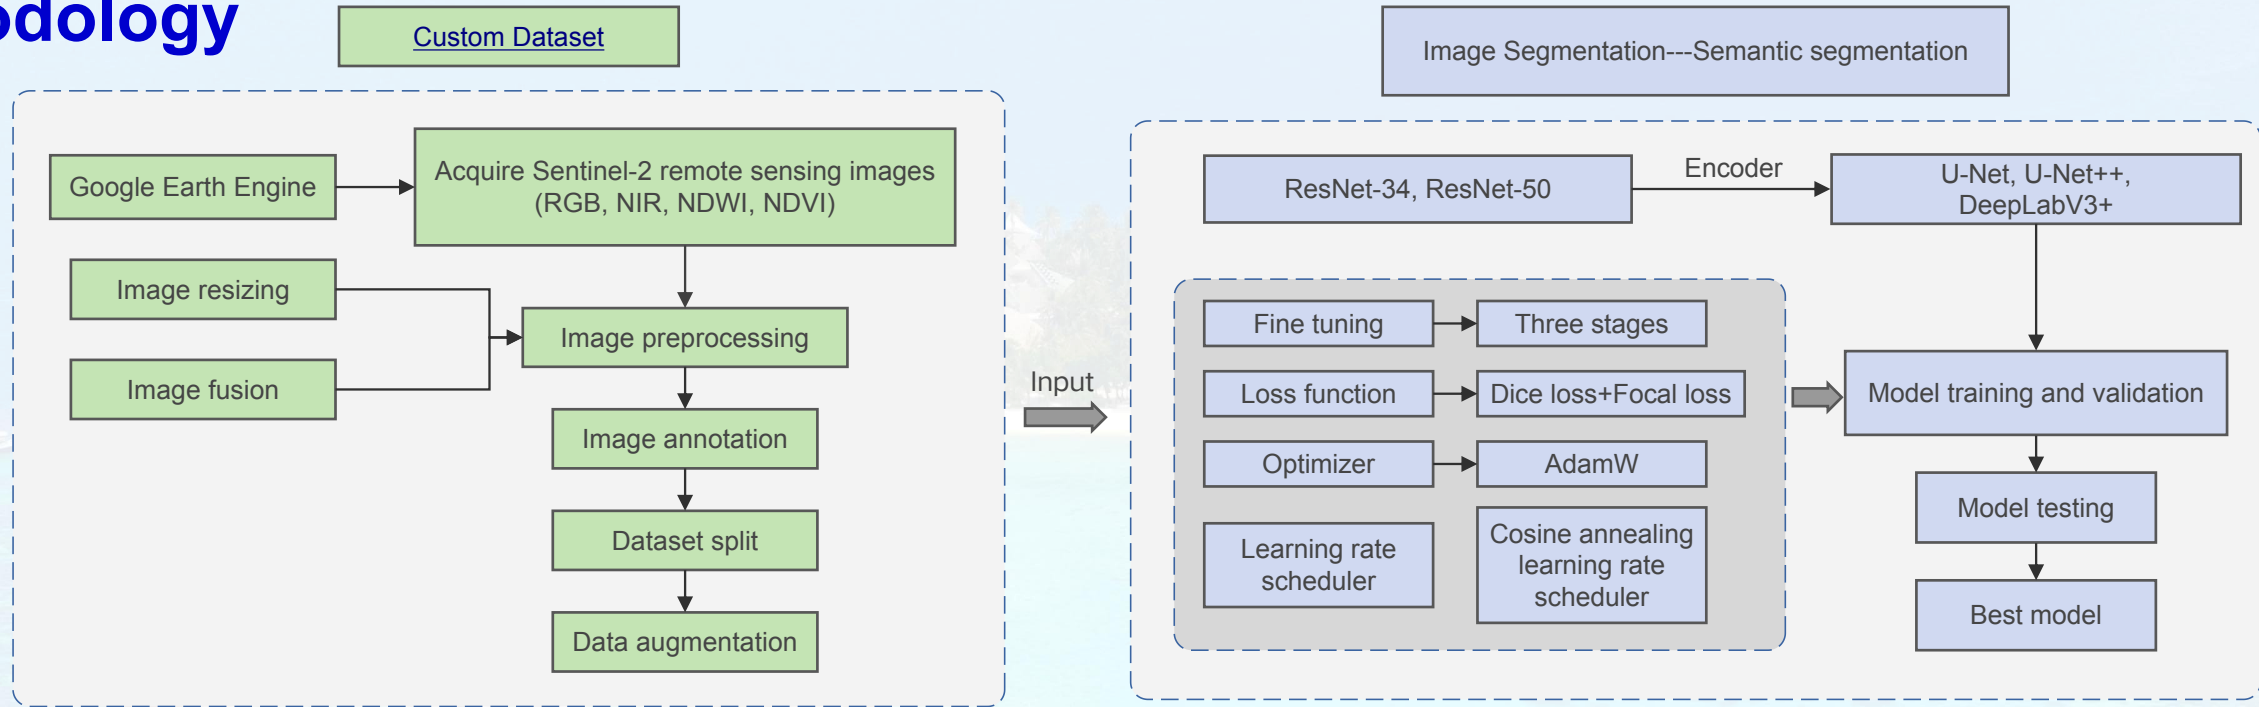 odology
Custom Dataset
Google Earth Engine
Acquire Sentinel-2 remote sensing images
(RGB, NIR, NDWI, NDVI)
Image resizing
Image fusion
Image preprocessing
Image annotation
Dataset split
Data augmentation
Input
Image Segmentation---Semantic segmentation
ResNet-34, ResNet-50
Encoder
U-Net, U-Net++,
DeepLabV3+
Fine tuning
Three stages
Loss function
Dice loss+Focal loss
Optimizer
AdamW
Learning rate
scheduler
Cosine annealing
learning rate
scheduler
Model training and validation
Model testing
Best model